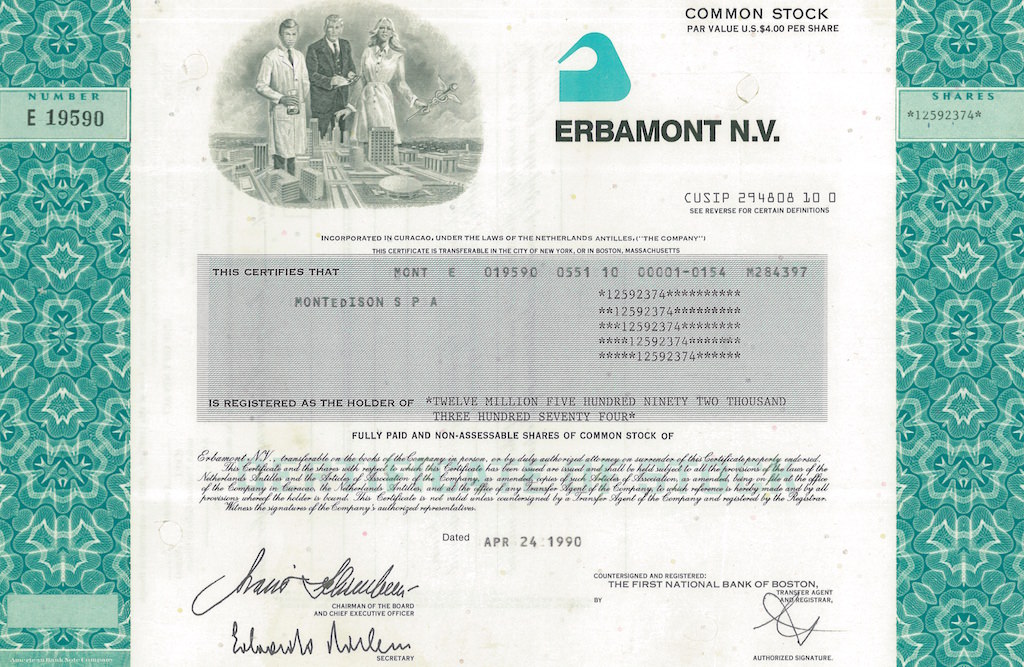 COMMON STOCK
PAR VALUE U.S.$4.00 PER SHARE
NUMBER
E 19590
SHARES
*12592374*
ERBAMONT N.V.
CUSIP 294808 10 0
SEE REVERSE FOR CERTAIN DEFINITIONS
INCORPORATED IN CURACAO, UNDER THE LAWS OF THE NETHERLANDS ANTILLES, ("THE COMPANY")
THIS CERTIFICATE IS TRANSFERABLE IN THE CITY OF NEW YORK, OR IN BOSTON, MASSACHUSETTS
THIS CERTIFIES THAT MONT E 019590 0551 10 00001-0154 M284397
MONTEDISON S P A
*12592374**********
**12592374*********
***12592374********
****12592374*******
*****12592374******
IS REGISTERED AS THE HOLDER OF *TWELVE MILLION FIVE HUNDRED NINETY TWO THOUSAND
THREE HUNDRED SEVENTY FOUR*
FULLY PAID AND NON-ASSESSABLE SHARES OF COMMON STOCK OF
Erbamont N.V., transferable on the books of the Company in person, or by duly authorized attorney on surrender of this Certificate properly endorsed.
This Certificate and the shares with respect to which this Certificate has been issued are issued and shall be held subject to all the provisions of the laws of the
Netherlands Antilles and the Articles of Association of the Company, as amended, copies of such Articles of Association, as amended, being on file at the office
of the Company in Curacao, the Netherlands Antilles, and at the office of any Transfer Agent of the Company, to which reference is hereby made and by all
provisions whereof the holder is bound. This Certificate is not valid unless countersigned by a Transfer Agent of the Company and registered by the Registrar.
Witness the signatures of the Company's authorized representatives.
Dated APR 24 1990
CHAIRMAN OF THE BOARD
AND CHIEF EXECUTIVE OFFICER
SECRETARY
COUNTERSIGNED AND REGISTERED:
THE FIRST NATIONAL BANK OF BOSTON,
TRANSFER AGENT
AND REGISTRAR,
BY
AUTHORIZED SIGNATURE.
American Bank Note Company